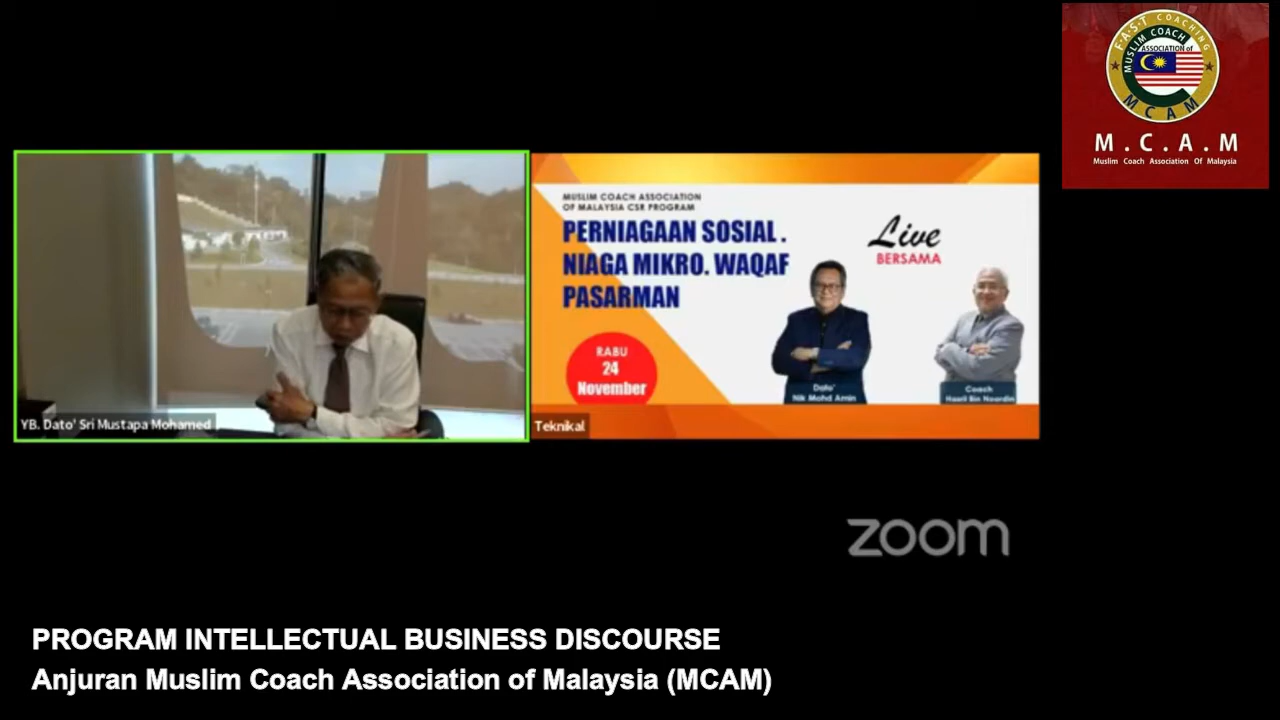 F.A.S.T COACHING
MUSLIM COACH
ASSOCIATION of
MCAM
M.C.A.M
Muslim Coach Association Of Malaysia
MUSLIM COACH ASSOCIATION
OF MALAYSIA CSR PROGRAM
PERNIAGAAN SOSIAL .
NIAGA MIKRO. WAQAF
PASARMAN
Live
BERSAMA
RABU
24
November
Dato'
Nik Mohd Amin
Coach
Bin Noordin
YB. Dato' Sri Mustapa Mohamed
Teknikal
zoom
PROGRAM INTELLECTUAL BUSINESS DISCOURSE
Anjuran Muslim Coach Association of Malaysia (MCAM)